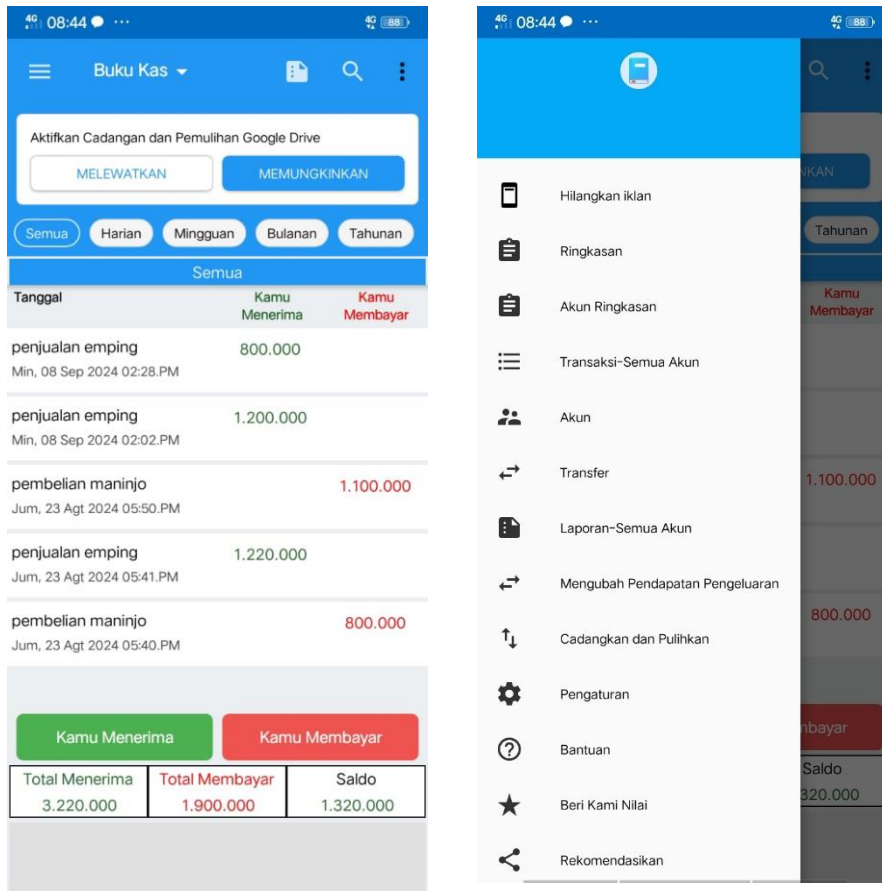 4G 08:44 ... 4G 88
Buku Kas
Aktifkan Cadangan dan Pemulihan Google Drive
MELEWATKAN MEMUNGKINKAN
Semua Harian Mingguan Bulanan Tahunan
Semua
Tanggal Kamu Menerima Kamu Membayar
penjualan emping 800.000
Min, 08 Sep 2024 02:28.PM
penjualan emping 1.200.000
Min, 08 Sep 2024 02:02.PM
pembelian maninjo 1.100.000
Jum, 23 Agt 2024 05:50.PM
penjualan emping 1.220.000
Jum, 23 Agt 2024 05:41.PM
pembelian maninjo 800.000
Jum, 23 Agt 2024 05:40.PM
Kamu Menerima Kamu Membayar
Total Menerima Total Membayar Saldo
3.220.000 1.900.000 1.320.000
4G 08:44 ... 4G 88
Hilangkan iklan
NKAN
Ringkasan
Tahunan
Akun Ringkasan
Kamu
Membayar
Transaksi-Semua Akun
Akun
Transfer
1.100.000
Laporan-Semua Akun
Mengubah Pendapatan Pengeluaran
800.000
Cadangkan dan Pulihkan
Pengaturan
mbayar
Bantuan
Saldo
320.000
Beri Kami Nilai
Rekomendasikan